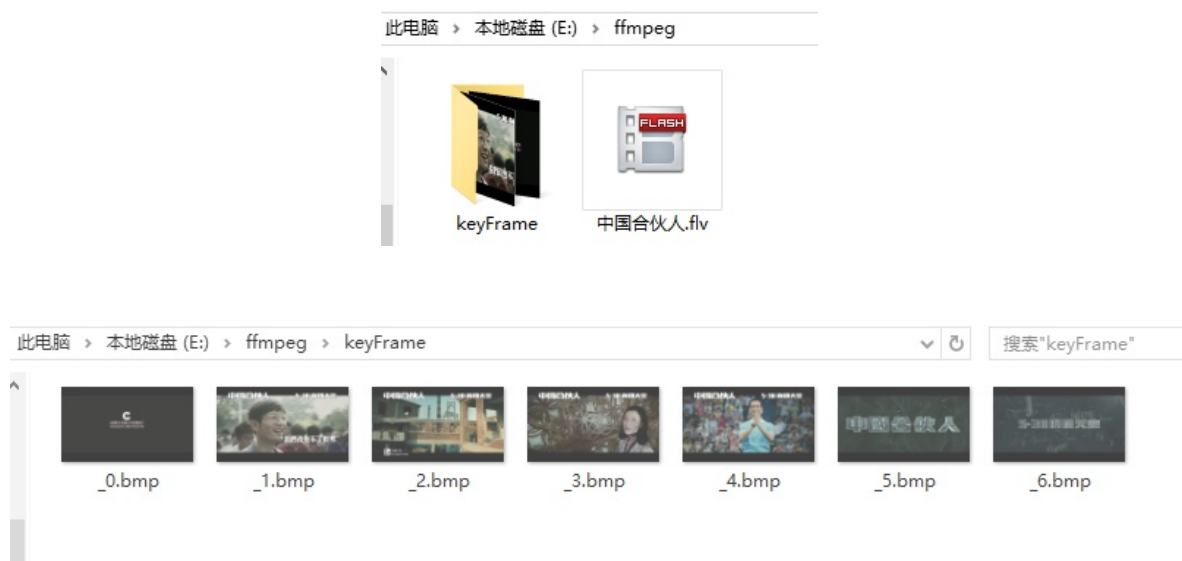 此电脑 › 本地磁盘 (E:) › ffmpeg
FLASH
keyFrame
中国合伙人.flv
此电脑 › 本地磁盘 (E:) › ffmpeg › keyFrame
搜索"keyFrame"
中国合伙人
_0.bmp
_1.bmp
_2.bmp
_3.bmp
_4.bmp
_5.bmp
_6.bmp